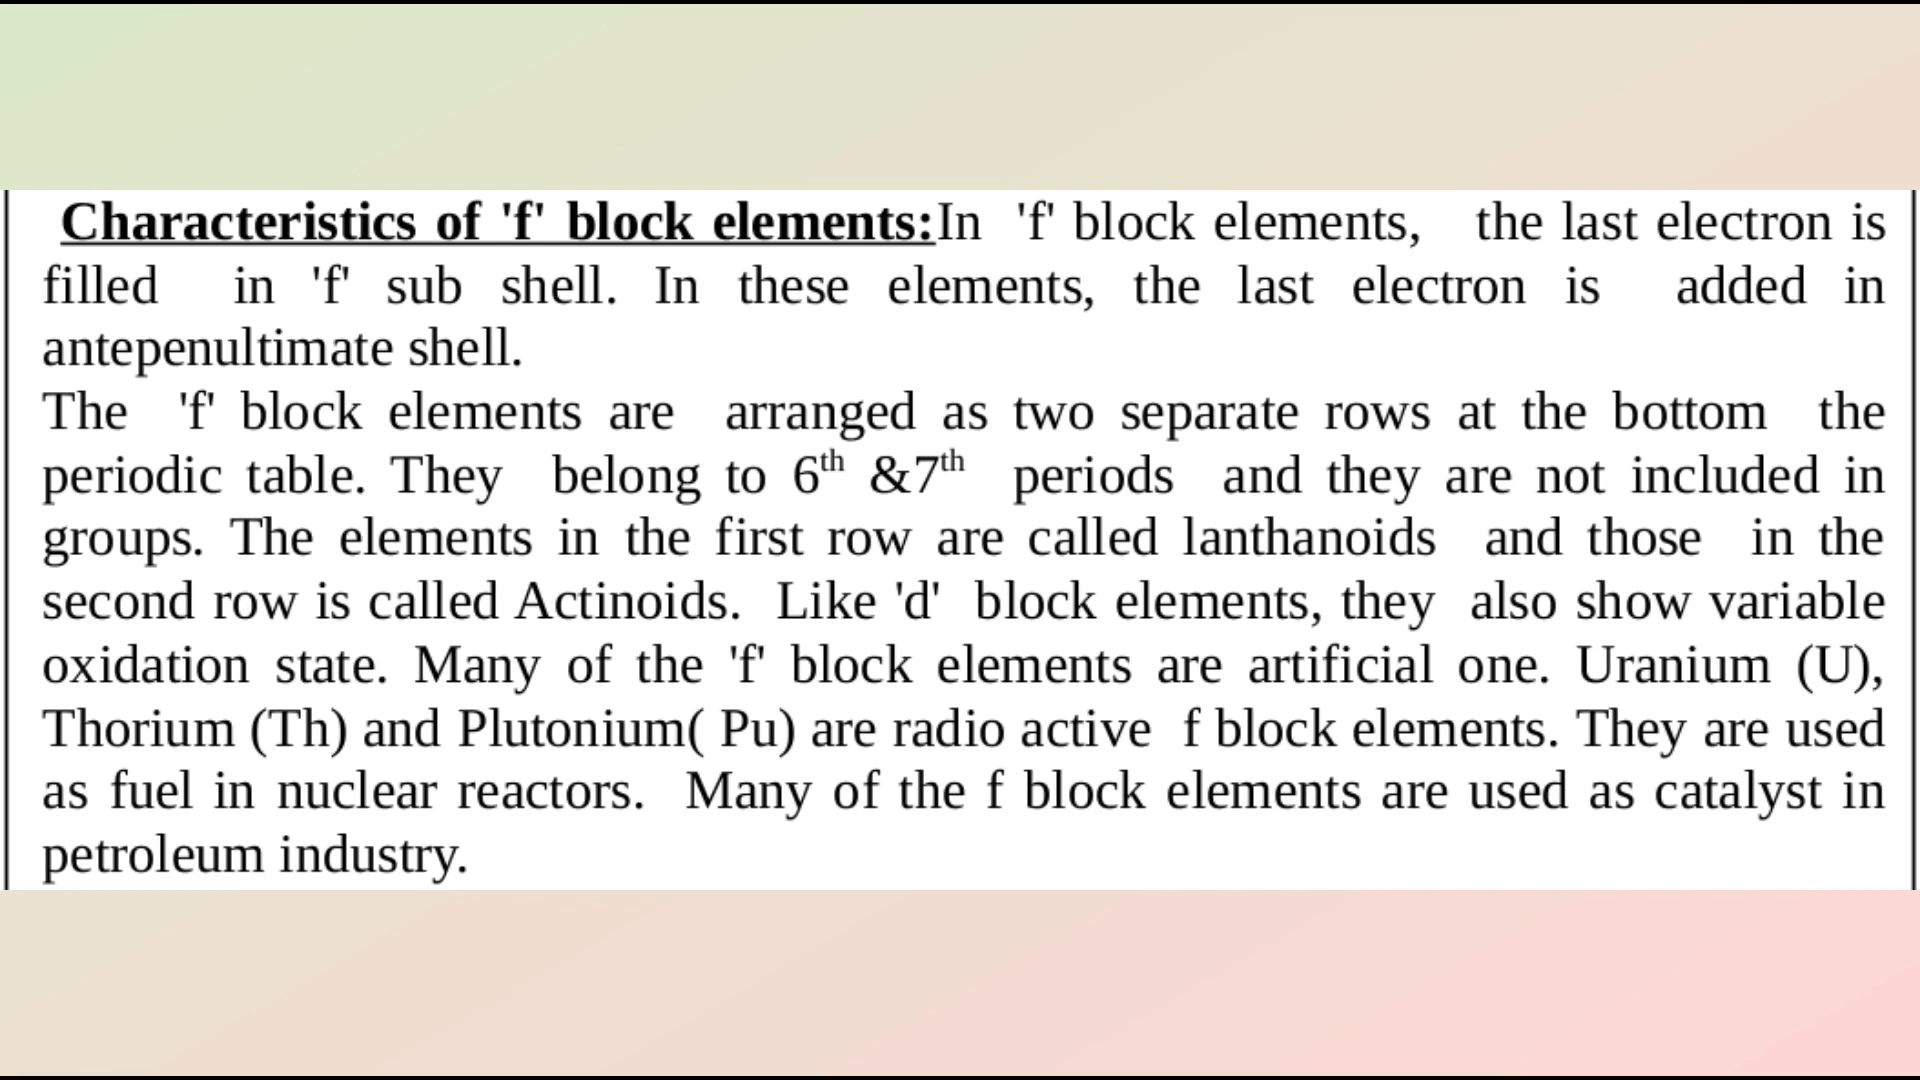 Characteristics of 'f' block elements:In 'f' block elements, the last electron is
filled in 'f' sub shell. In these elements, the last electron is added in
antepenultimate shell.
The 'f' block elements are arranged as two separate rows at the bottom the
periodic table. They belong to 6th &7th periods and they are not included in
groups. The elements in the first row are called lanthanoids and those in the
second row is called Actinoids. Like 'd' block elements, they also show variable
oxidation state. Many of the 'f' block elements are artificial one. Uranium (U),
Thorium (Th) and Plutonium( Pu) are radio active f block elements. They are used
as fuel in nuclear reactors. Many of the f block elements are used as catalyst in
petroleum industry.